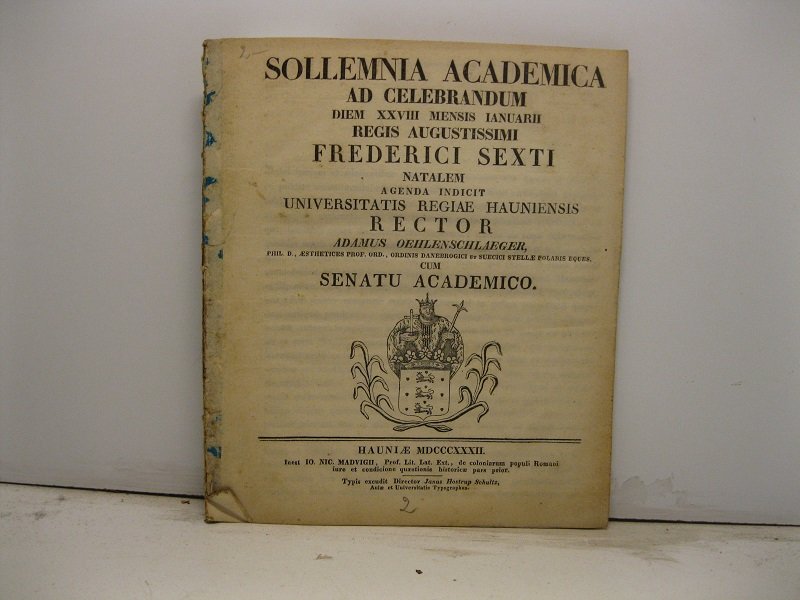 2-
SOLLEMNIA ACADEMICA
AD CELEBRANDUM
DIEM XXVIII MENSIS IANUARII
REGIS AUGUSTISSIMI
FREDERICI SEXTI
NATALEM
AGENDA INDICIT
UNIVERSITATIS REGIAE HAUNIENSIS
RECTOR
ADAMUS OEHLENSCHLAEGER,
PHIL. D., ÆSTHETICES PROF. ORD., ORDINIS DANEBROGICI ET SUECICI STELLÆ POLARIS EQUES,
CUM
SENATU ACADEMICO.
HAUNIÆ MDCCCXXXII.
Inest IO. NIC. MADVIGII, Prof. Lit. Lat. Ext., de coloniarum populi Romani
iure et condicione quæstionis historicæ pars prior.
Typis excudit Director Janus Hostrup Schultz,
Aulæ et Universitatis Typographus.
2